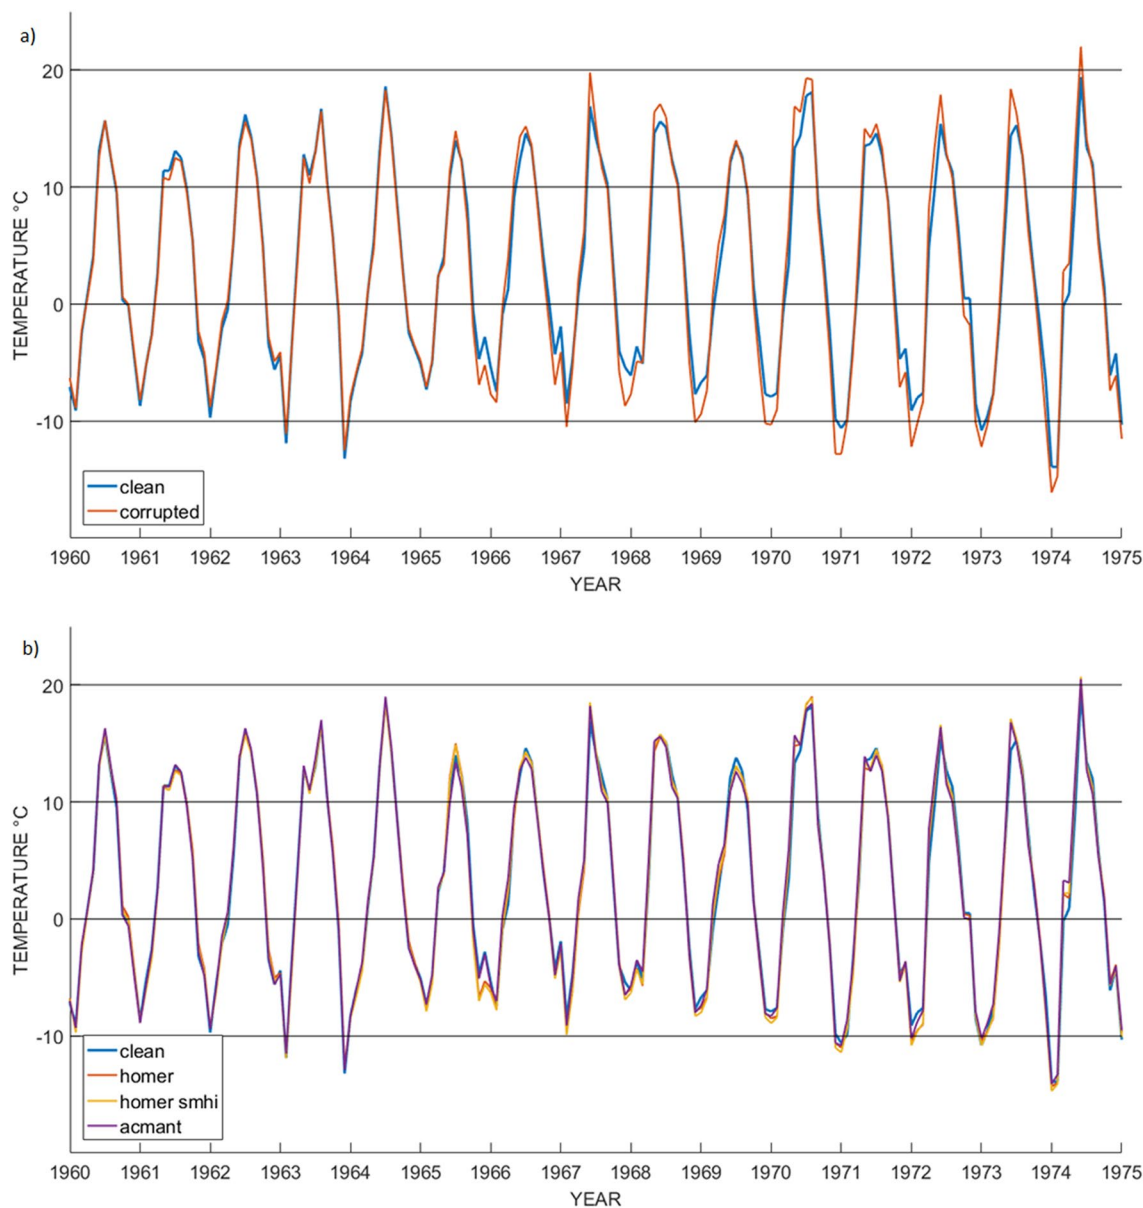 a)
20
10
0
-10
TEMPERATURE °C
clean
corrupted
1960 1961 1962 1963 1964 1965 1966 1967 1968 1969 1970 1971 1972 1973 1974 1975
YEAR
b)
20
10
0
-10
TEMPERATURE °C
clean
homer
homer smhi
acmant
1960 1961 1962 1963 1964 1965 1966 1967 1968 1969 1970 1971 1972 1973 1974 1975
YEAR